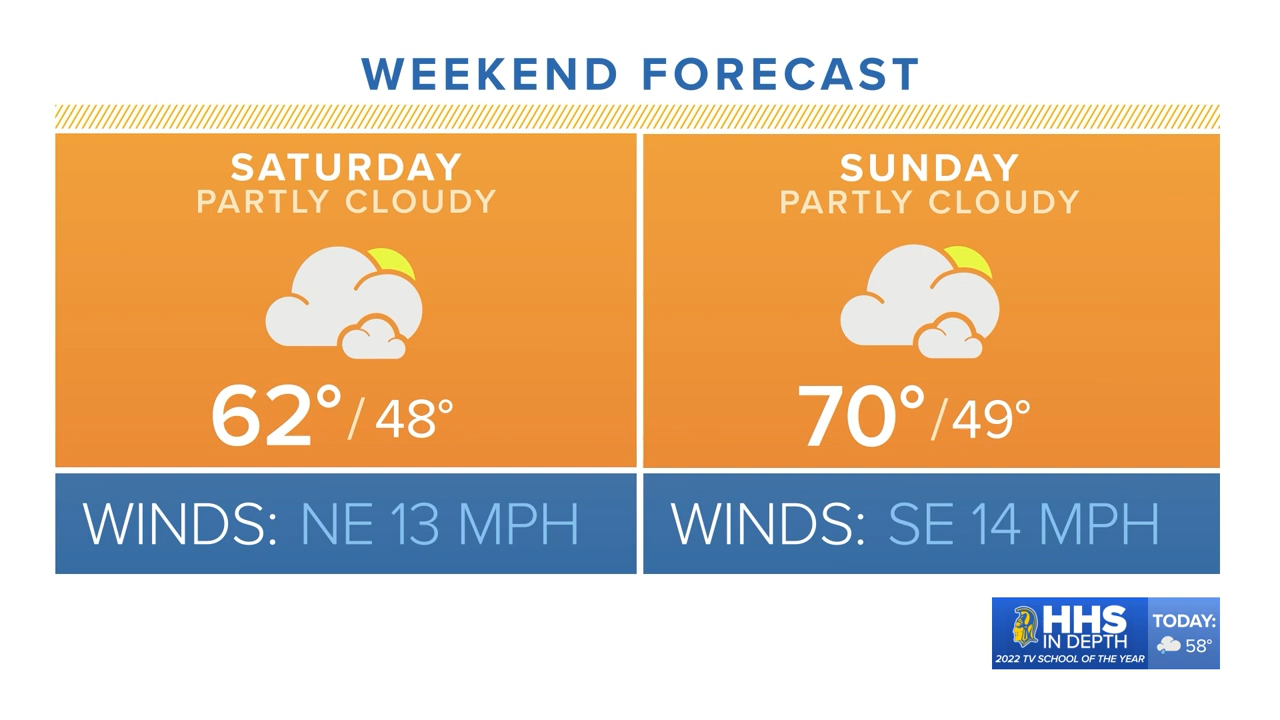 WEEKEND FORECAST
SATURDAY
PARTLY CLOUDY
62°/48°
WINDS: NE 13 MPH
SUNDAY
PARTLY CLOUDY
70°/49°
WINDS: SE 14 MPH
HHS
IN DEPTH
2022 TV SCHOOL OF THE YEAR
TODAY:
58°